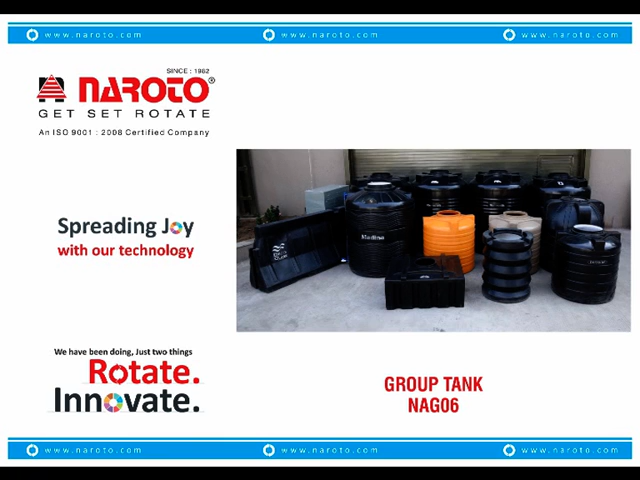 www.naroto.com www.naroto.com www.naroto.com
SINCE : 1962
NAROTO®
GET SET ROTATE
An ISO 9001 : 2008 Certified Company
Spreading Joy
with our technology
We have been doing, Just two things
Rotate.
Innovate.
GROUP TANK
NAG06
www.naroto.com www.naroto.com www.naroto.com